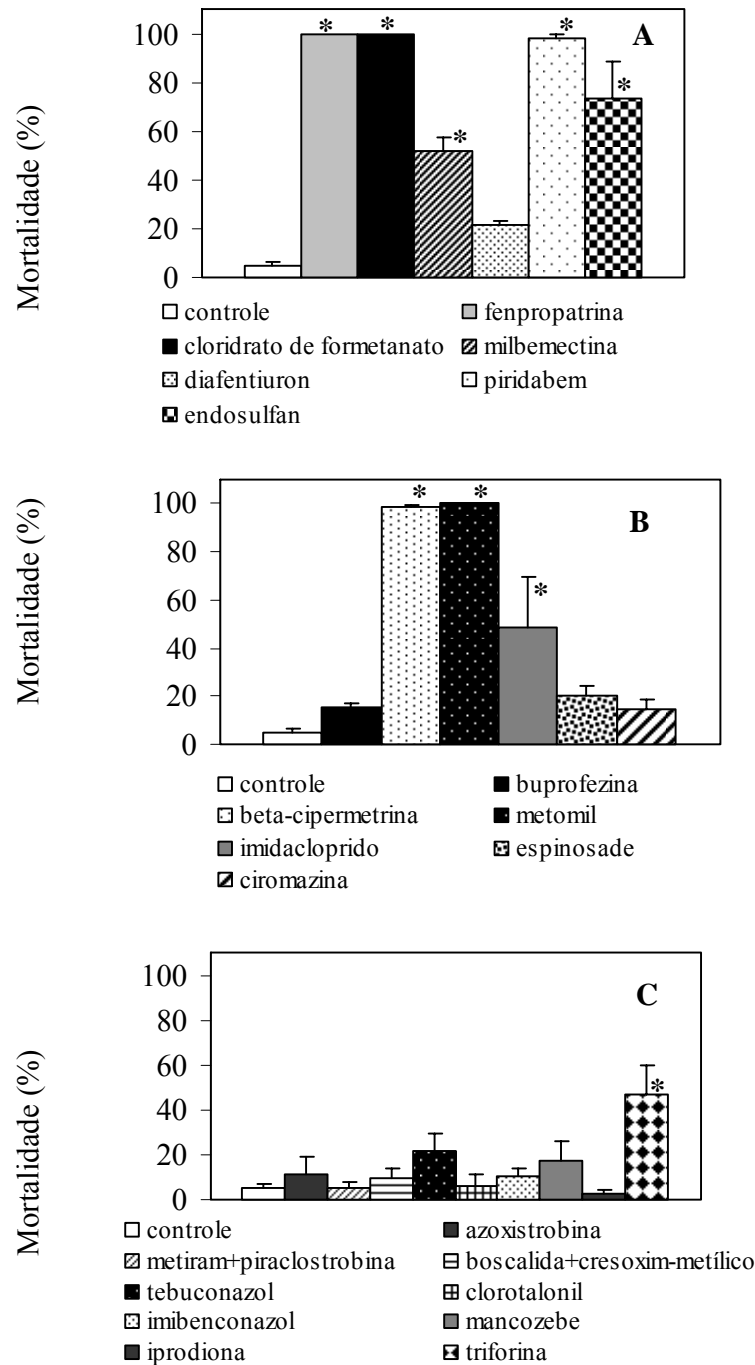 Mortalidade (%)
100
80
60
40
20
0
A
* * * * *
controle fenpropatrina
cloridrato de formetanato milbemectina
diafentiuron piridabem
endosulfan
Mortalidade (%)
100
80
60
40
20
0
B
* * *
controle buprofezina
beta-cipermetrina metomil
imidacloprido espinosade
ciromazina
Mortalidade (%)
100
80
60
40
20
0
C
*
controle azoxistrobina
metiram+piraclostrobina boscalida+cresoxim-metílico
tebuconazol clorotalonil
imibenconazol mancozebe
iprodiona triforina